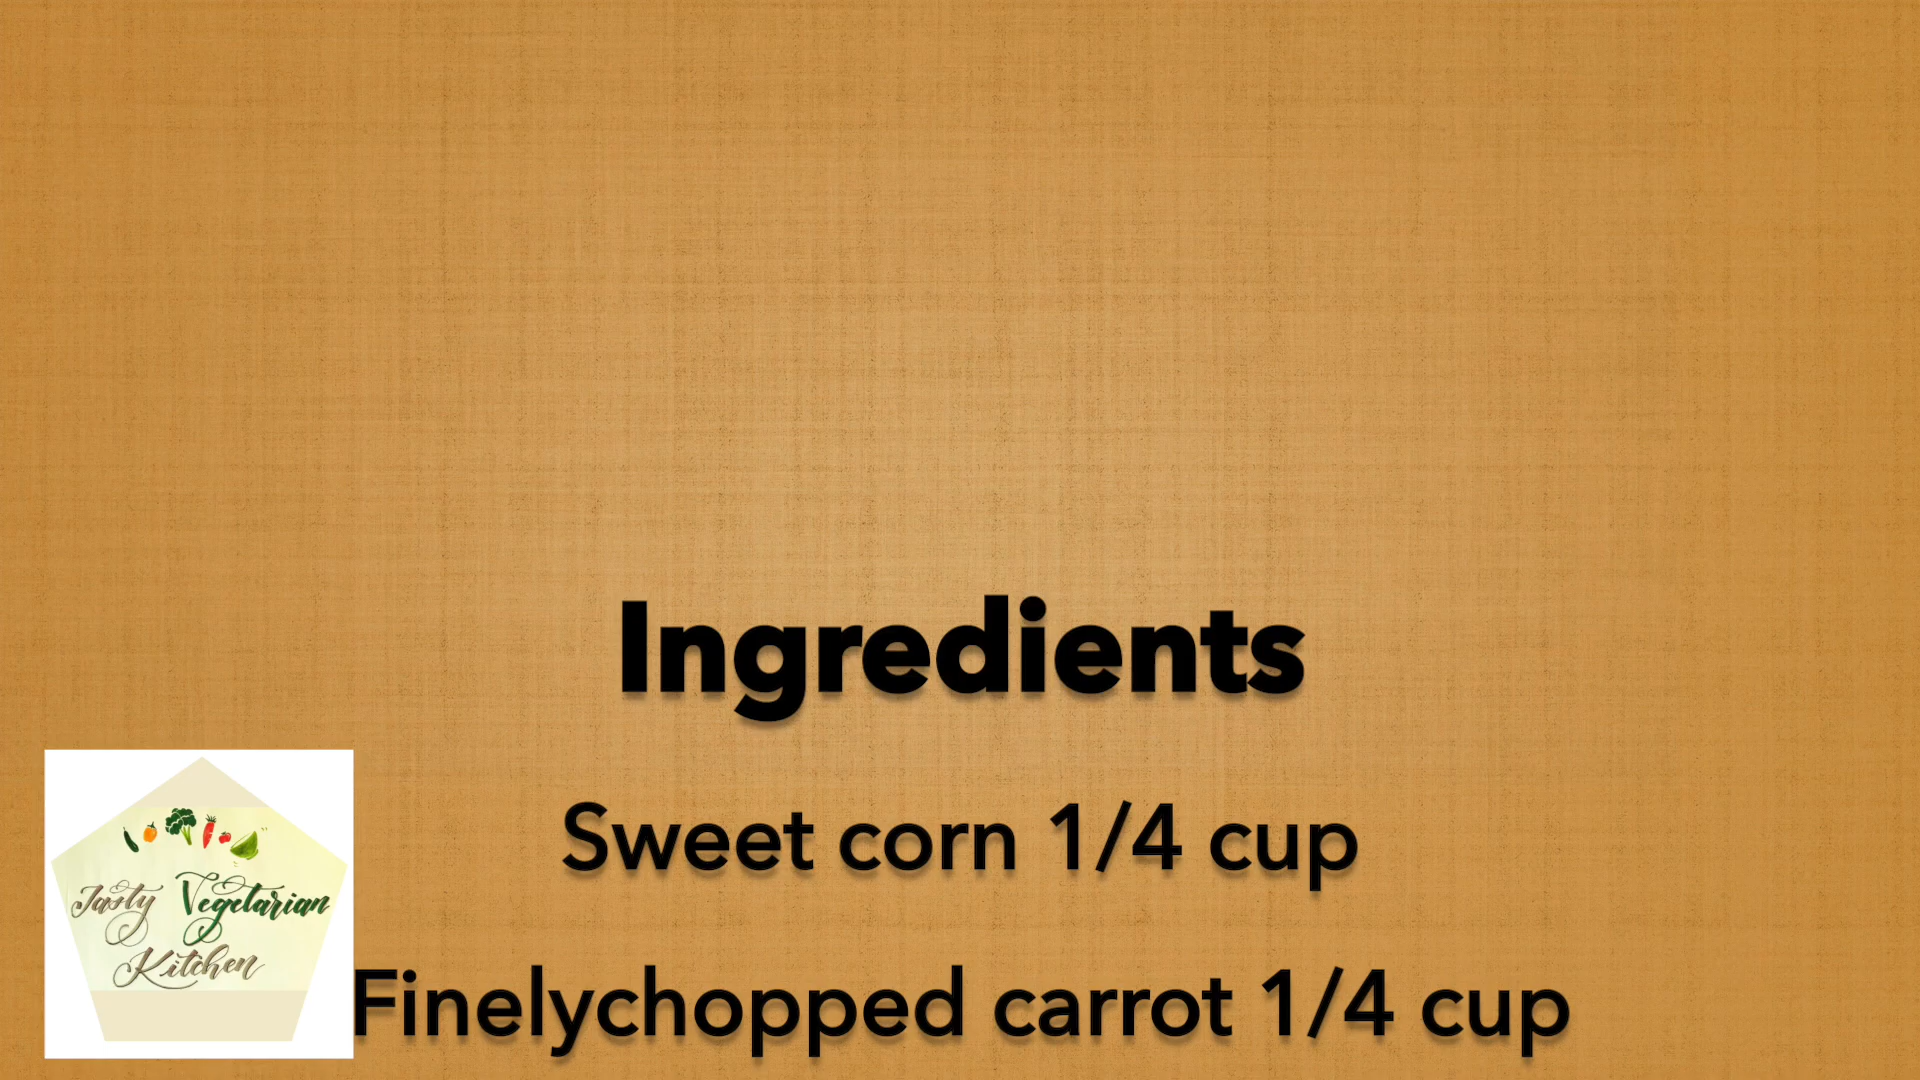 Ingredients
Sweet corn 1/4 cup
Finelychopped carrot 1/4 cup
Tasty Vegetarian
Kitchen